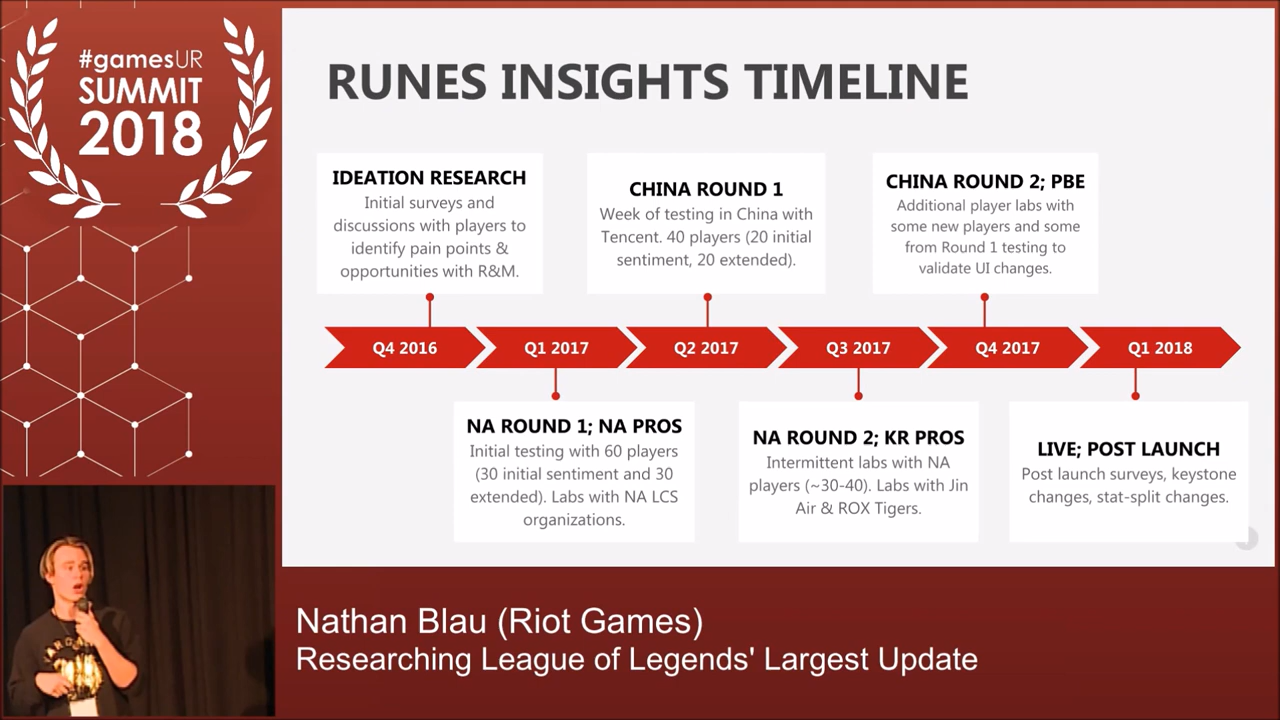 #gamesUR
SUMMIT
2018
RUNES INSIGHTS TIMELINE
IDEATION RESEARCH
Initial surveys and
discussions with players to
identify pain points &
opportunities with R&M.
CHINA ROUND 1
Week of testing in China with
Tencent. 40 players (20 initial
sentiment, 20 extended).
CHINA ROUND 2; PBE
Additional player labs with
some new players and some
from Round 1 testing to
validate UI changes.
Q4 2016
Q1 2017
Q2 2017
Q3 2017
Q4 2017
Q1 2018
NA ROUND 1; NA PROS
Initial testing with 60 players
(30 initial sentiment and 30
extended). Labs with NA LCS
organizations.
NA ROUND 2; KR PROS
Intermittent labs with NA
players (~30-40). Labs with Jin
Air & ROX Tigers.
LIVE; POST LAUNCH
Post launch surveys, keystone
changes, stat-split changes.
Nathan Blau (Riot Games)
Researching League of Legends' Largest Update